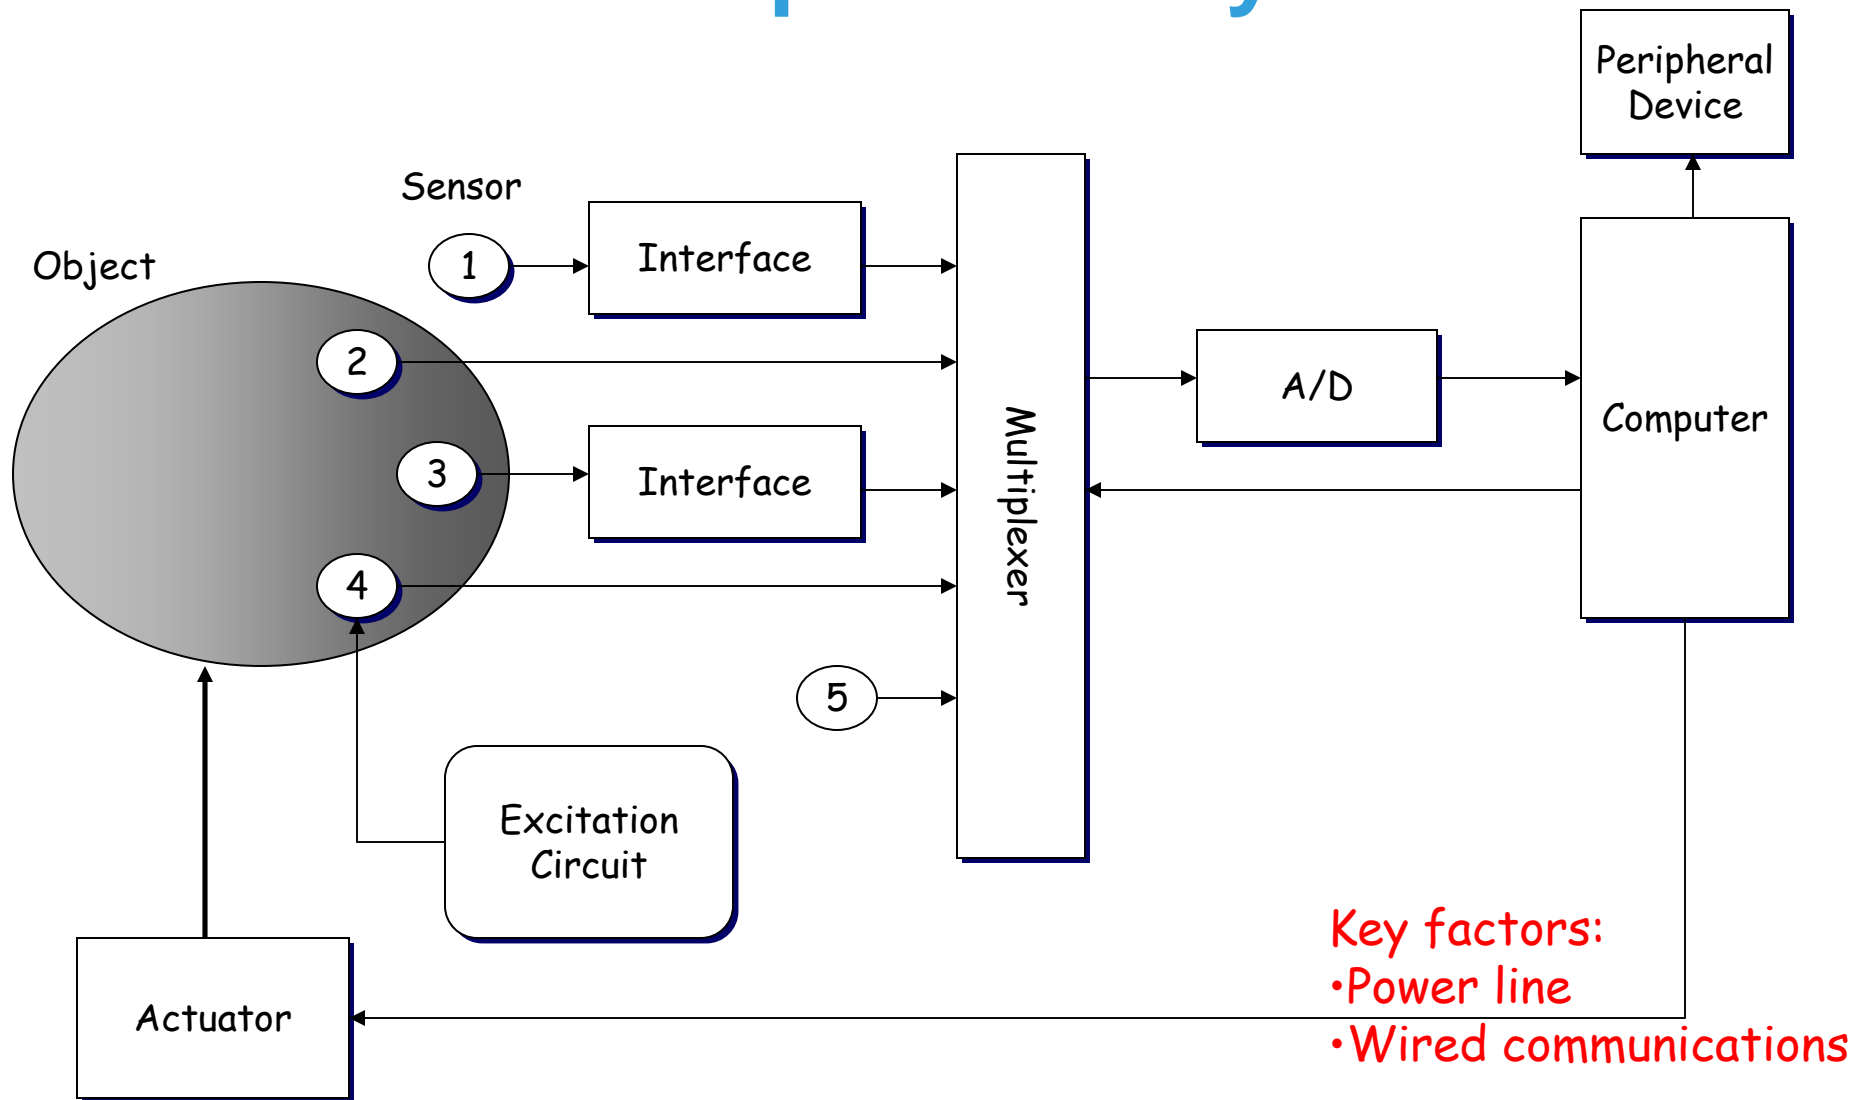 Peripheral
Device
Sensor
Object
1
Interface
2
3
Interface
4
5
Multiplexer
A/D
Computer
Excitation
Circuit
Actuator
Key factors:
•Power line
•Wired communications